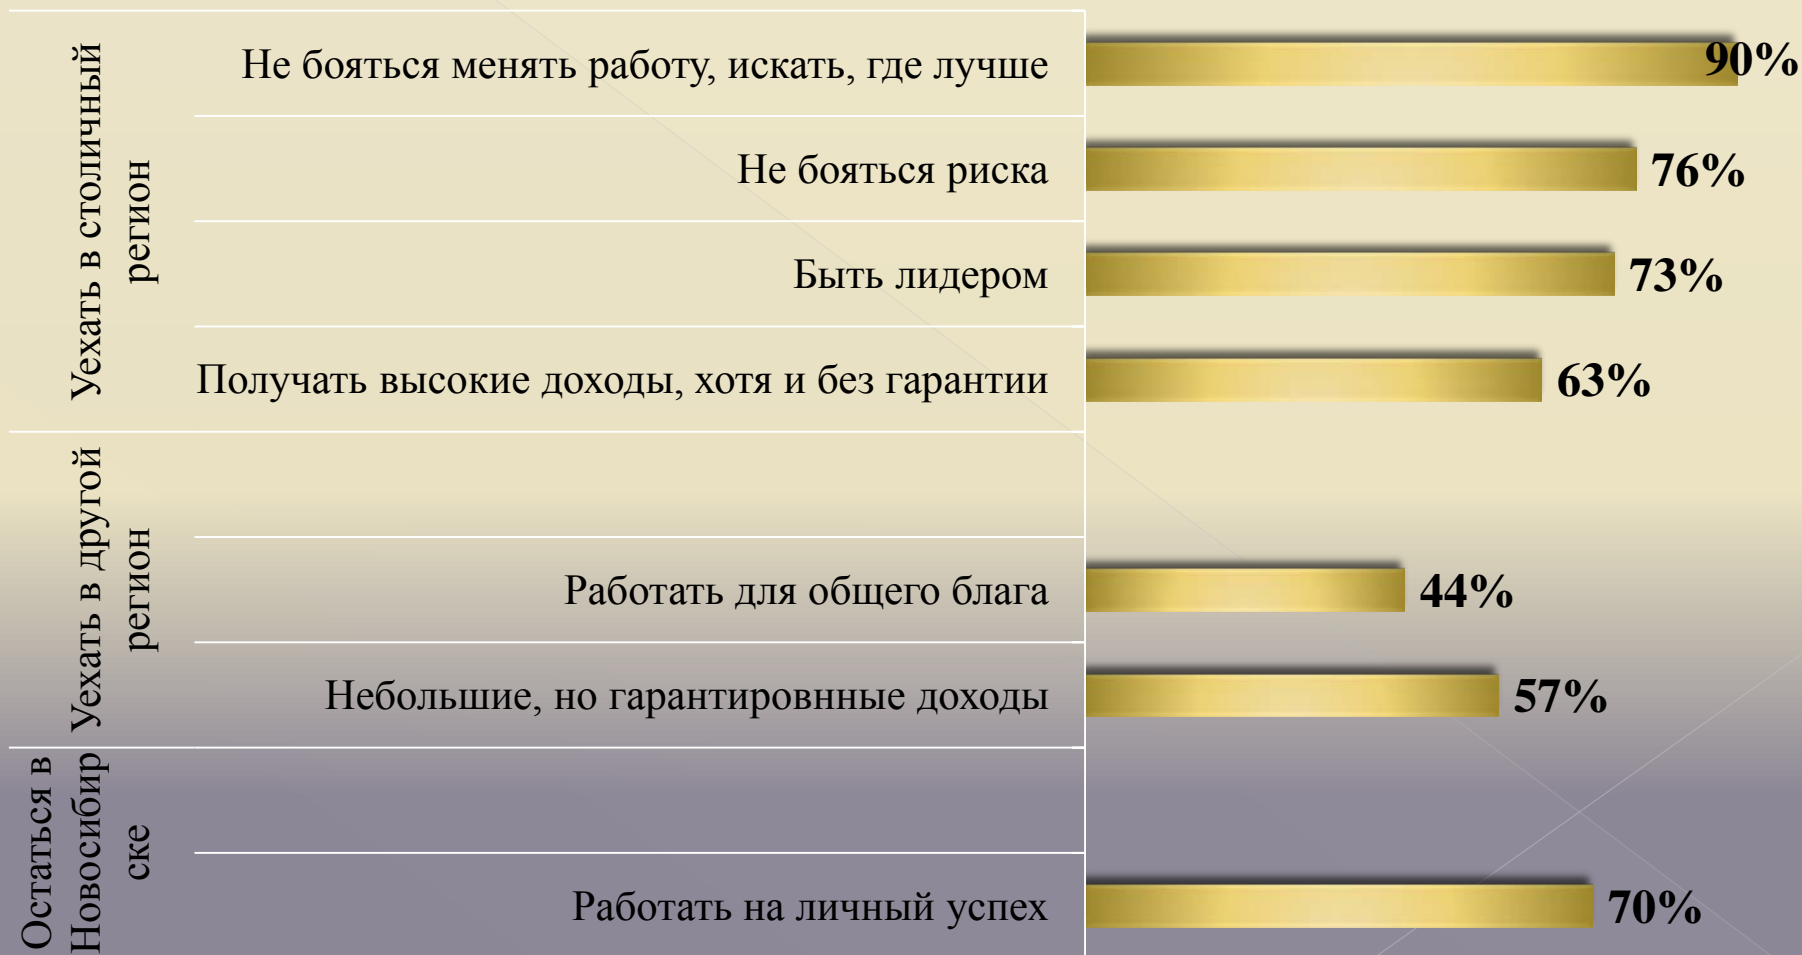 Уехать в столичный
регион
Не бояться менять работу, искать, где лучше
90%
Не бояться риска
76%
Быть лидером
73%
Получать высокие доходы, хотя и без гарантии
63%
Уехать в другой
регион
Работать для общего блага
44%
Небольшие, но гарантировнные доходы
57%
Остаться в
Новосибир
ске
Работать на личный успех
70%